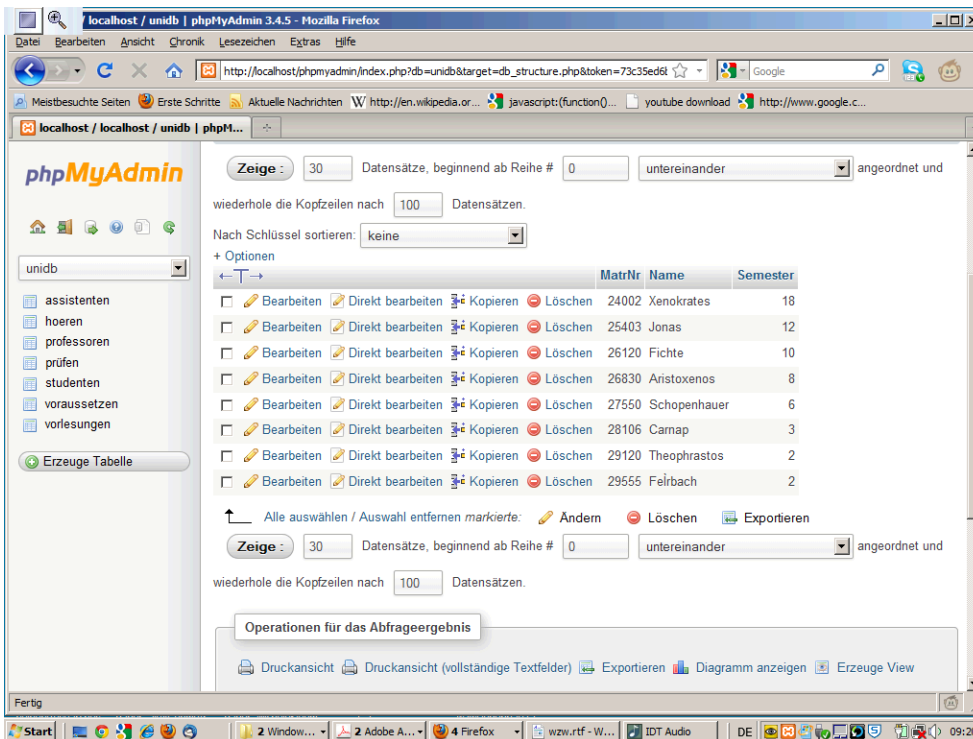 / localhost / unidb | phpMyAdmin 3.4.5 - Mozilla Firefox
Datei Bearbeiten Ansicht Chronik Lesezeichen Extras Hilfe
http://localhost/phpmyadmin/index.php?db=unidb&target=db_structure.php&token=73c35ed6 Google
Meistbesuchte Seiten Erste Schritte Aktuelle Nachrichten W http://en.wikipedia.or... javascript:(function()... youtube download http://www.google.c...
localhost / localhost / unidb | phpM...
phpMyAdmin
unidb
assistenten
hoeren
professoren
prüfen
studenten
voraussetzen
vorlesungen
Erzeuge Tabelle
Zeige : 30 Datensätze, beginnend ab Reihe # 0 untereinander angeordnet und
wiederhole die Kopfzeilen nach 100 Datensätzen.
Nach Schlüssel sortieren: keine
+ Optionen
←T→ MatrNr Name Semester
Bearbeiten Direkt bearbeiten Kopieren Löschen 24002 Xenokrates 18
Bearbeiten Direkt bearbeiten Kopieren Löschen 25403 Jonas 12
Bearbeiten Direkt bearbeiten Kopieren Löschen 26120 Fichte 10
Bearbeiten Direkt bearbeiten Kopieren Löschen 26830 Aristoxenos 8
Bearbeiten Direkt bearbeiten Kopieren Löschen 27550 Schopenhauer 6
Bearbeiten Direkt bearbeiten Kopieren Löschen 28106 Carnap 3
Bearbeiten Direkt bearbeiten Kopieren Löschen 29120 Theophrastos 2
Bearbeiten Direkt bearbeiten Kopieren Löschen 29555 FeÌrbach 2
Alle auswählen / Auswahl entfernen markierte: Ändern Löschen Exportieren
Zeige : 30 Datensätze, beginnend ab Reihe # 0 untereinander angeordnet und
wiederhole die Kopfzeilen nach 100 Datensätzen.
Operationen für das Abfrageergebnis
Druckansicht Druckansicht (vollständige Textfelder) Exportieren Diagramm anzeigen Erzeuge View
Fertig
Start 2 Window... 2 Adobe A... 4 Firefox wzw.rtf - W... IDT Audio DE